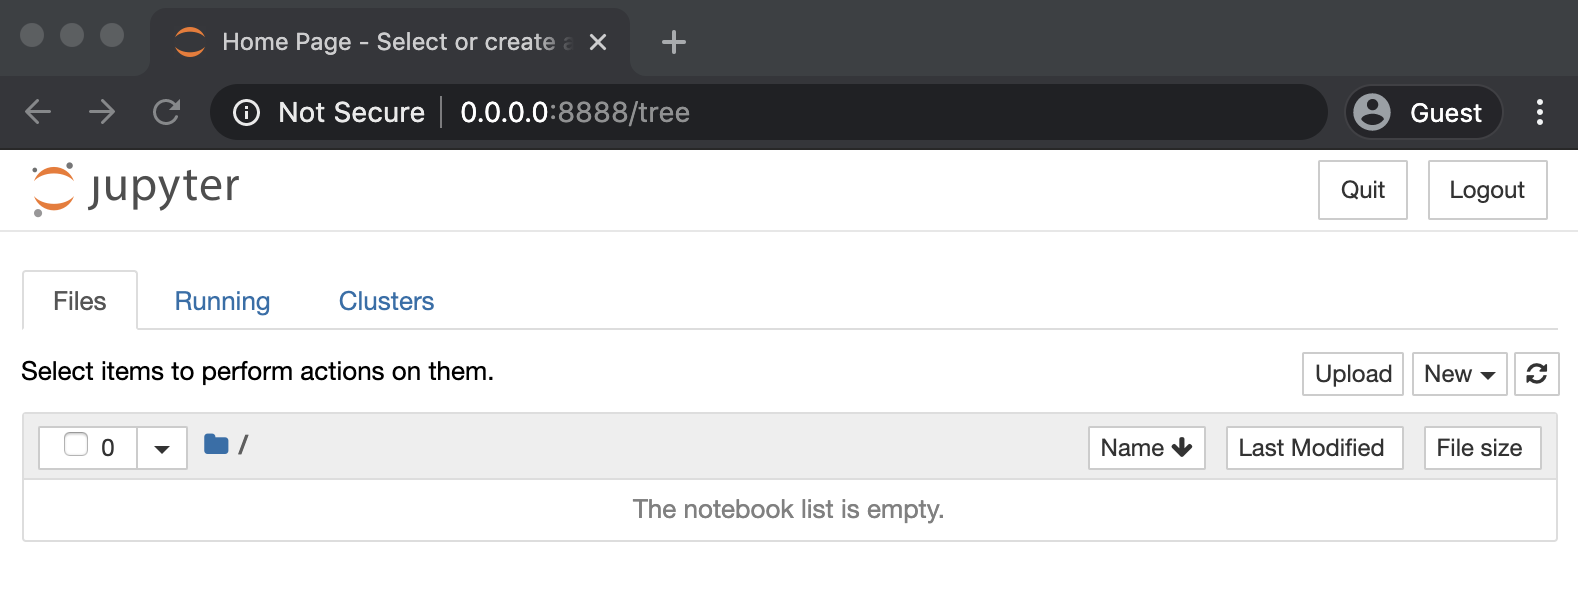 Home Page - Select or create
Not Secure 0.0.0.0:8888/tree Guest
jupyter Quit Logout
Files Running Clusters
Select items to perform actions on them. Upload New
0 / Name Last Modified File size
The notebook list is empty.